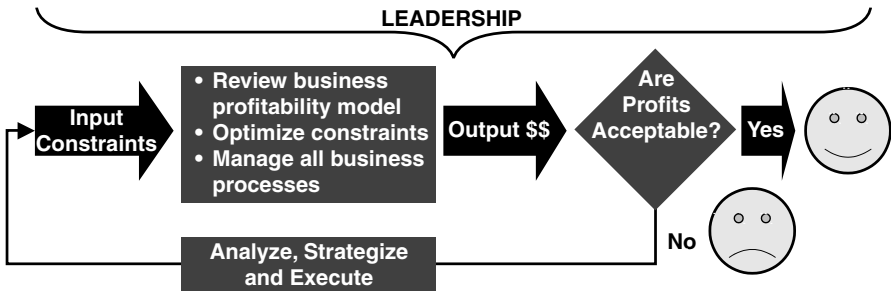 LEADERSHIP
Input
Constraints
• Review business
profitability model
• Optimize constraints
• Manage all business
processes
Output $$
Are
Profits
Acceptable?
Yes
No
Analyze, Strategize
and Execute